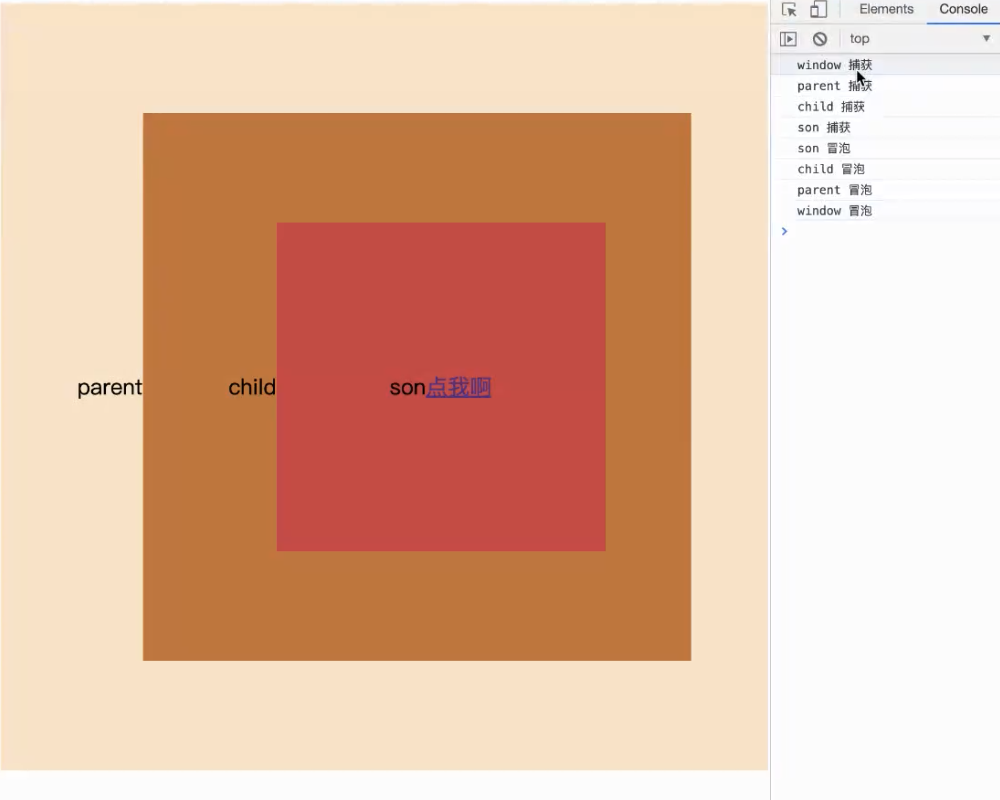 Elements Console
top
window 捕获
parent 捕获
child 捕获
son 捕获
son 冒泡
child 冒泡
parent 冒泡
window 冒泡
parent child son点我啊